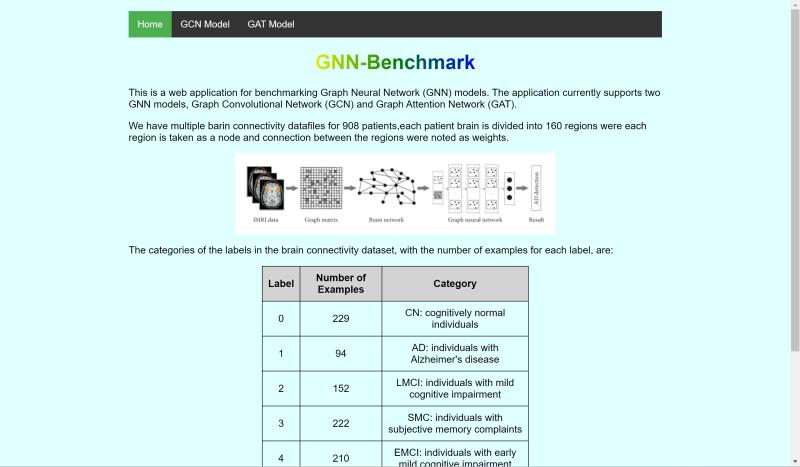 Home GCN Model GAT Model
GNN-Benchmark
This is a web application for benchmarking Graph Neural Network (GNN) models. The application currently supports two
GNN models, Graph Convolutional Network (GCN) and Graph Attention Network (GAT).
We have multiple barin connectivity datafiles for 908 patients,each patient brain is divided into 160 regions were each
region is taken as a node and connection between the regions were noted as weights.
AD detection
fMRI data Graph matrix Brain network Graph neural network Result
The categories of the labels in the brain connectivity dataset, with the number of examples for each label, are:
Label Number of Examples Category
0 229 CN: cognitively normal
individuals
1 94 AD: individuals with
Alzheimer's disease
2 152 LMCI: individuals with mild
cognitive impairment
3 222 SMC: individuals with
subjective memory complaints
4 210 EMCI: individuals with early
mild cognitive impairment